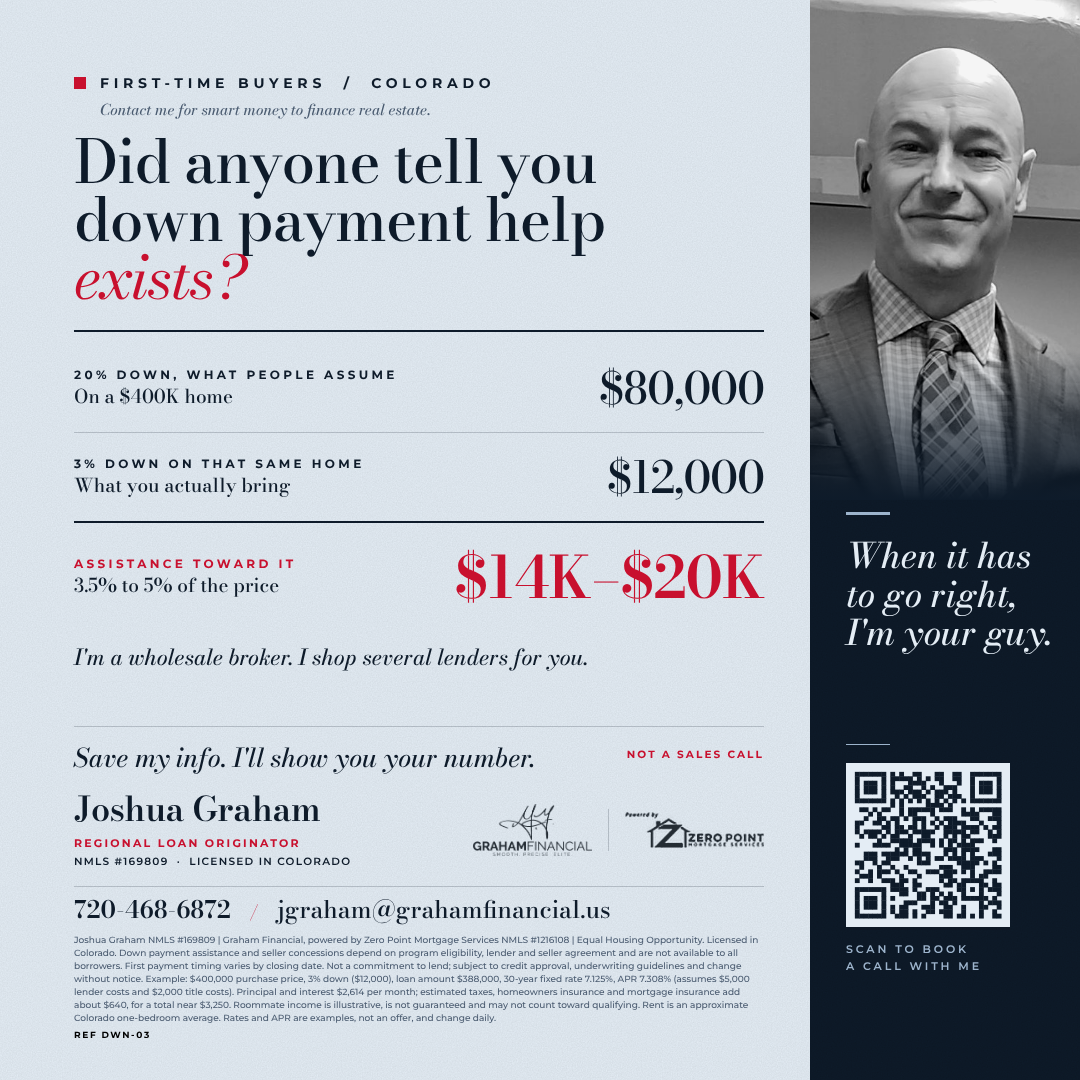 FIRST-TIME BUYERS / COLORADO
Contact me for smart money to finance real estate.
Did anyone tell you
down payment help
exists?
20% DOWN, WHAT PEOPLE ASSUME
On a $400K home
$80,000
3% DOWN ON THAT SAME HOME
What you actually bring
$12,000
ASSISTANCE TOWARD IT
3.5% to 5% of the price
$14K–$20K
I'm a wholesale broker. I shop several lenders for you.
Save my info. I'll show you your number.
NOT A SALES CALL
Joshua Graham
REGIONAL LOAN ORIGINATOR
NMLS #169809 · LICENSED IN COLORADO
GRAHAMFINANCIAL
SMOOTH. PRECISE. ELITE.
Powered by
ZERO POINT
MORTGAGE SERVICES
720-468-6872 / jgraham@grahamfinancial.us
Joshua Graham NMLS #169809 | Graham Financial, powered by Zero Point Mortgage Services NMLS #1216108 | Equal Housing Opportunity. Licensed in
Colorado. Down payment assistance and seller concessions depend on program eligibility, lender and seller agreement and are not available to all
borrowers. First payment timing varies by closing date. Not a commitment to lend; subject to credit approval, underwriting guidelines and change
without notice. Example: $400,000 purchase price, 3% down ($12,000), loan amount $388,000, 30-year fixed rate 7.125%, APR 7.308% (assumes $5,000
lender costs and $2,000 title costs). Principal and interest $2,614 per month; estimated taxes, homeowners insurance and mortgage insurance add
about $640, for a total near $3,250. Roommate income is illustrative, is not guaranteed and may not count toward qualifying. Rent is an approximate
Colorado one-bedroom average. Rates and APR are examples, not an offer, and change daily.
REF DWN-03
When it has
to go right,
I'm your guy.
SCAN TO BOOK
A CALL WITH ME